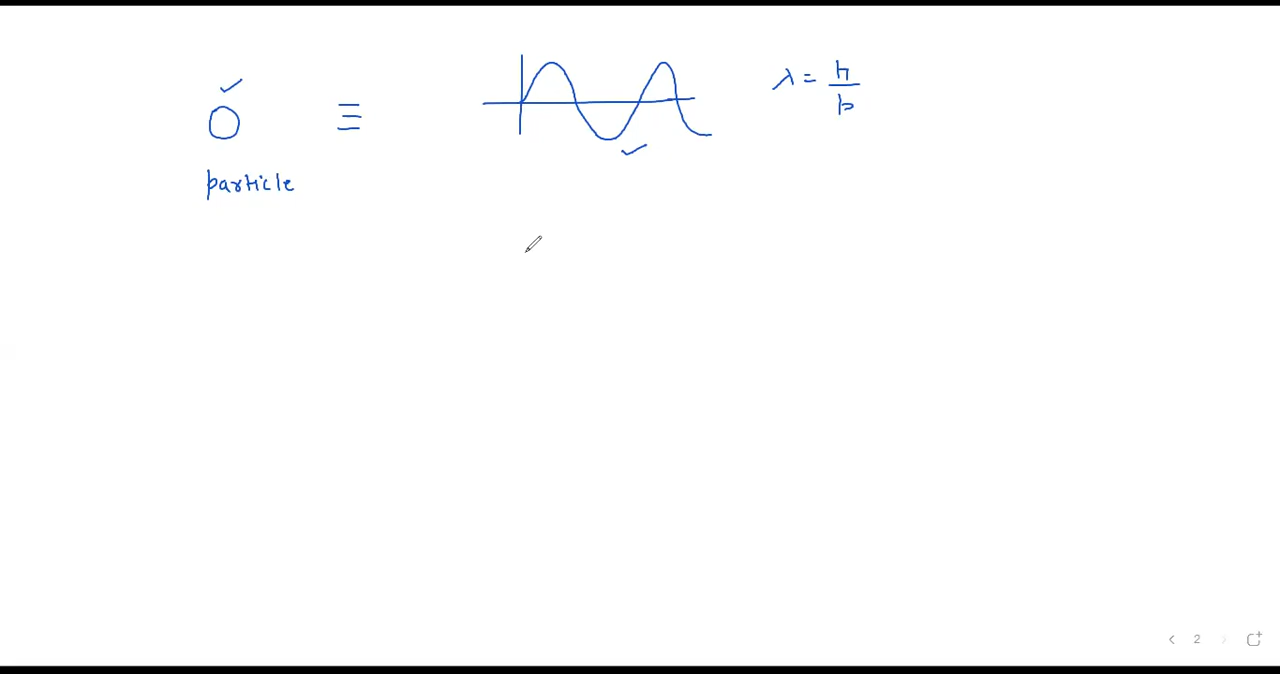 λ = h/p
particle
2